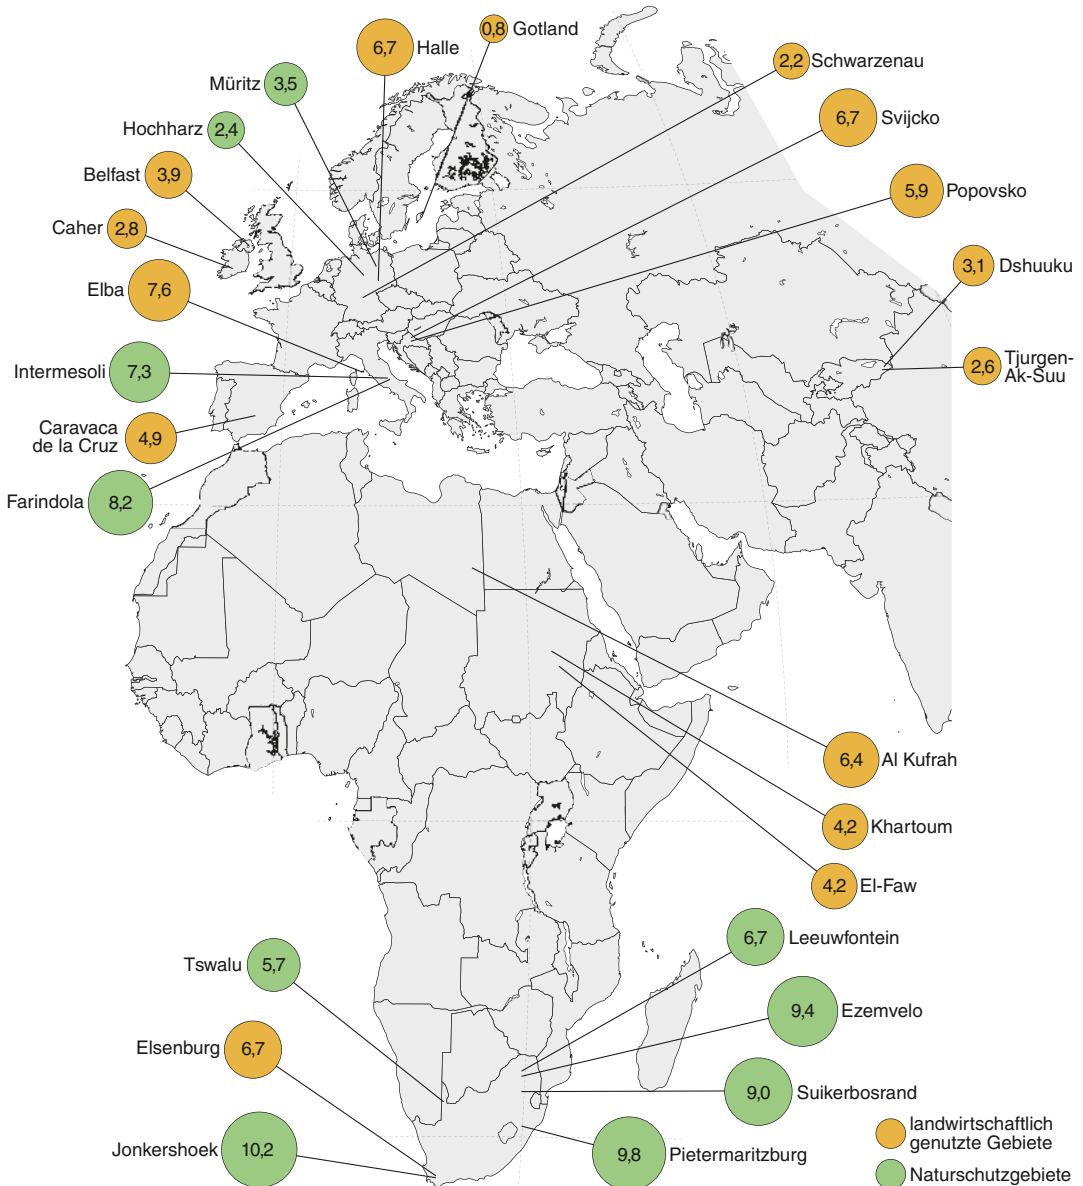 0,8 Gotland
6,7 Halle
2,2 Schwarzenau
Müritz 3,5
6,7 Svijcko
Hochharz 2,4
Belfast 3,9
5,9 Popovsko
Caher 2,8
3,1 Dshuuku
Elba 7,6
Tjurgen-
2,6 Ak-Suu
Intermesoli 7,3
Caravaca
de la Cruz 4,9
Farindola 8,2
6,4 Al Kufrah
4,2 Khartoum
4,2 El-Faw
6,7 Leeuwfontein
Tswalu 5,7
9,4 Ezemvelo
Elsenburg 6,7
9,0 Suikerbosrand
Jonkershoek 10,2
9,8 Pietermaritzburg
landwirtschaftlich
genutzte Gebiete
Naturschutzgebiete